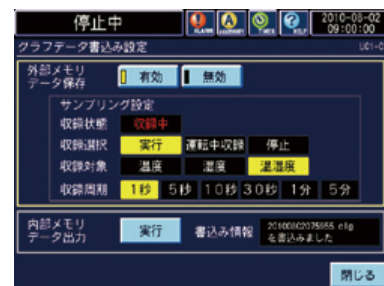 停止中
ALARM
HELP
2010-08-02
09:00:00
グラフデータ書込み設定
外部メモリ
データ保存
有効
無効
サンプリング設定
収録状態 収録中
収録選択 実行 運転中収録 停止
収録対象 温度 湿度 温湿度
収録周期 1秒 5秒 10秒 30秒 1分 5分
内部メモリ
データ出力
実行
書込み情報
を書込みました
閉じる